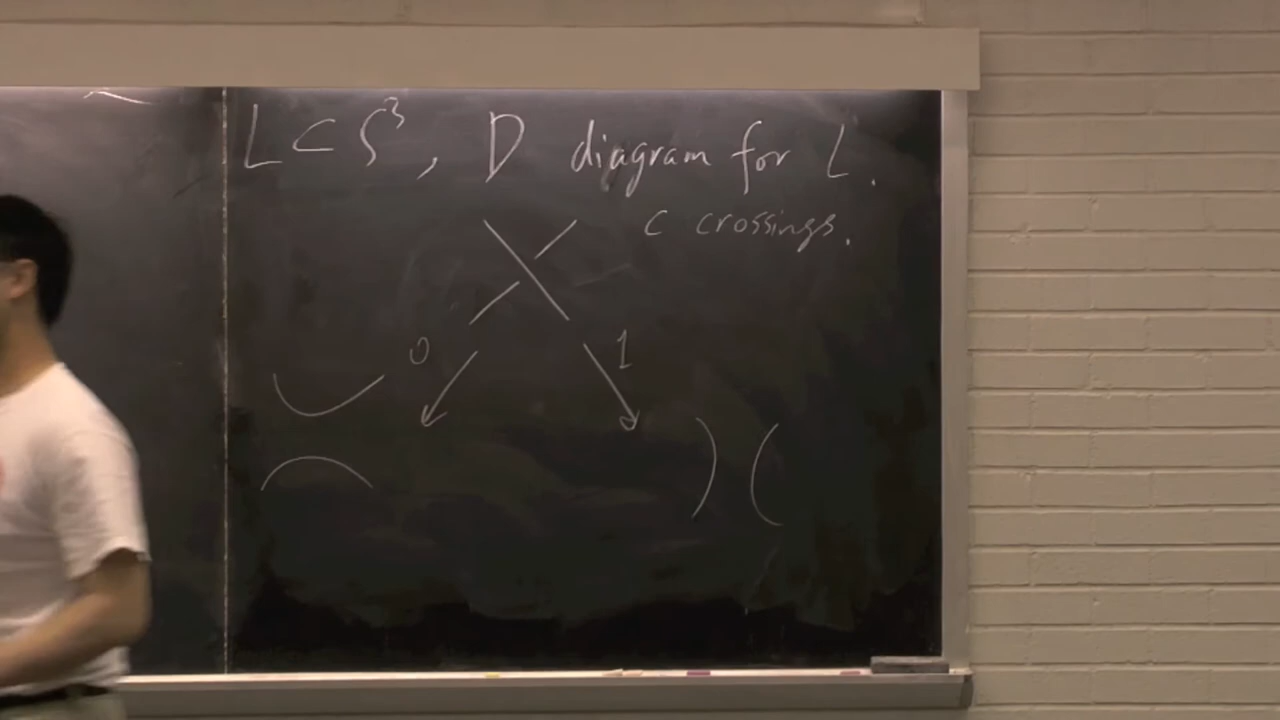 L ⊂ S³, D diagram for L.
c crossings.
0 1